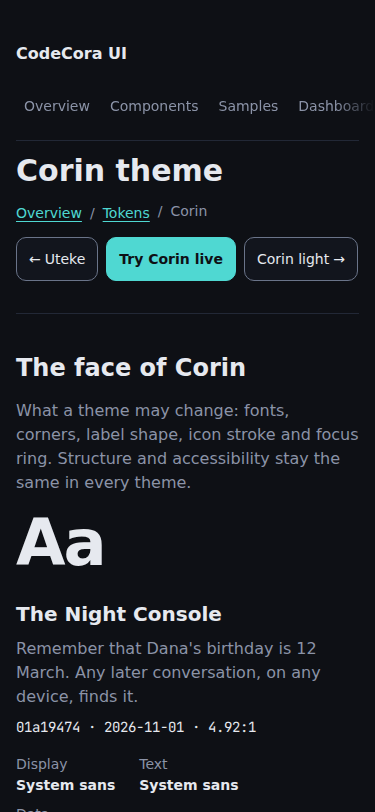 CodeCora UI
Overview Components Samples Dashboard
Corin theme
Overview / Tokens / Corin
← Uteke Try Corin live Corin light →
The face of Corin
What a theme may change: fonts,
corners, label shape, icon stroke and focus
ring. Structure and accessibility stay the
same in every theme.
Aa
The Night Console
Remember that Dana's birthday is 12
March. Any later conversation, on any
device, finds it.
01a19474 · 2026-11-01 · 4.92:1
Display Text
System sans System sans